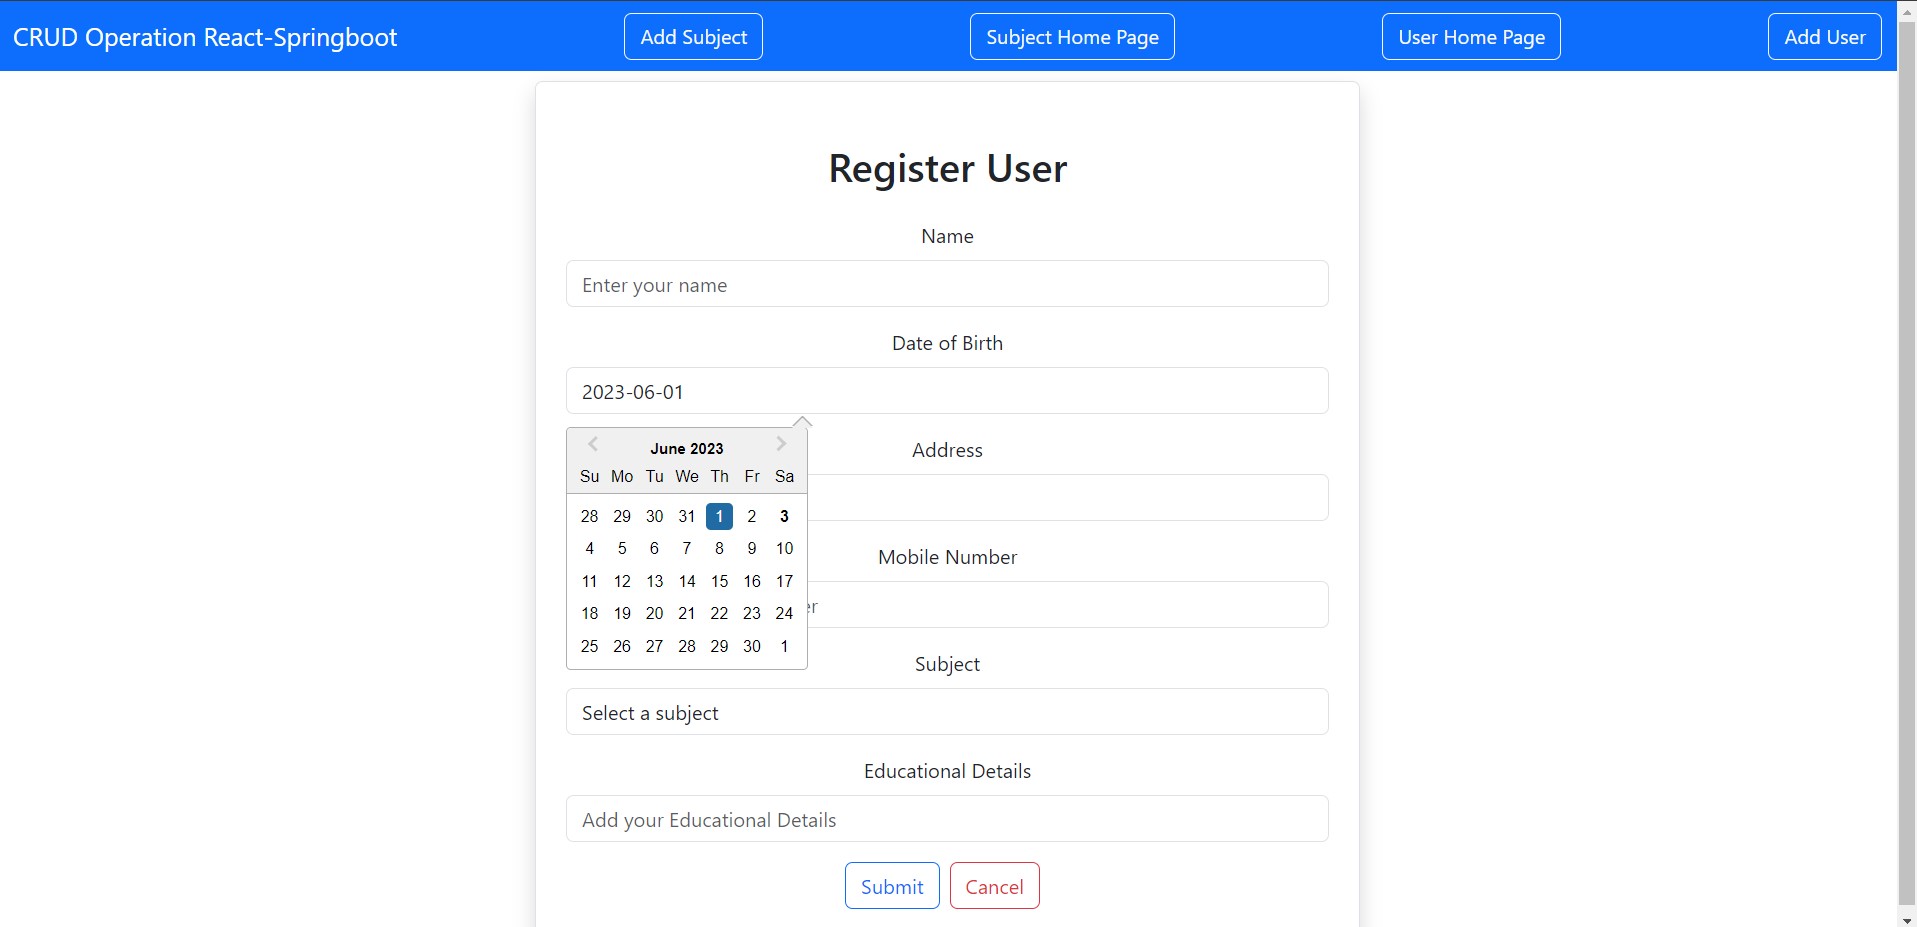 CRUD Operation React-Springboot Add Subject Subject Home Page User Home Page Add User
Register User
Name
Enter your name
Date of Birth
2023-06-01
June 2023
Su Mo Tu We Th Fr Sa
28 29 30 31 1 2 3
4 5 6 7 8 9 10
11 12 13 14 15 16 17
18 19 20 21 22 23 24
25 26 27 28 29 30 1
Address
Mobile Number
Subject
Select a subject
Educational Details
Add your Educational Details
Submit Cancel